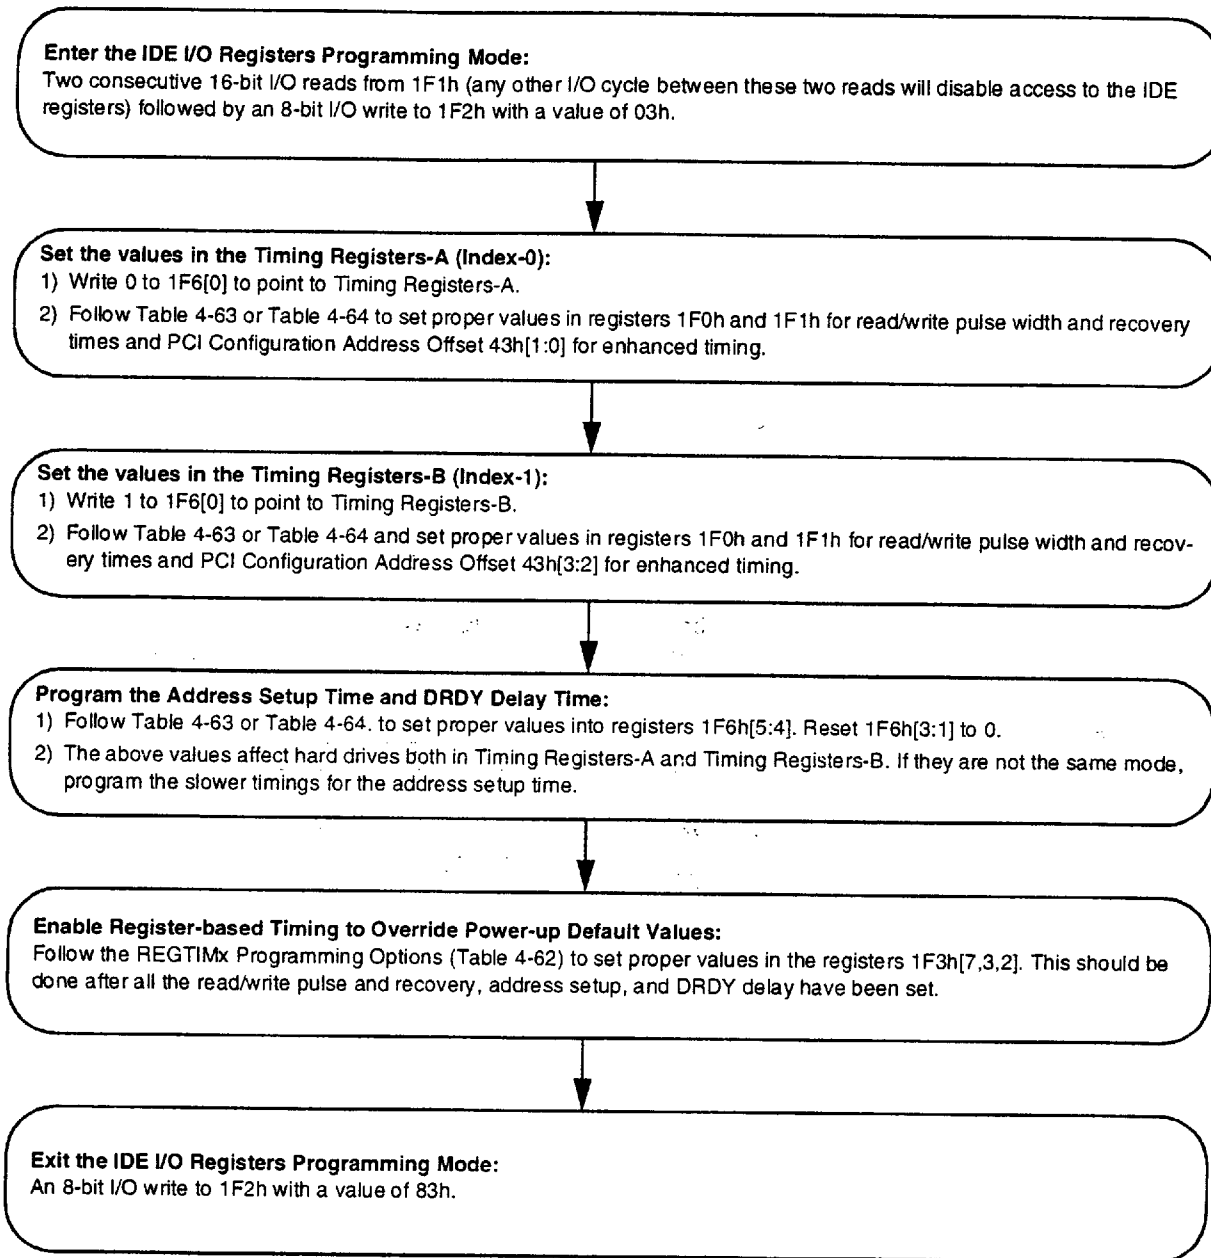 Enter the IDE I/O Registers Programming Mode:
Two consecutive 16-bit I/O reads from 1F1h (any other I/O cycle between these two reads will disable access to the IDE
registers) followed by an 8-bit I/O write to 1F2h with a value of 03h.
Set the values in the Timing Registers-A (Index-0):
1) Write 0 to 1F6[0] to point to Timing Registers-A.
2) Follow Table 4-63 or Table 4-64 to set proper values in registers 1F0h and 1F1h for read/write pulse width and recovery
times and PCI Configuration Address Offset 43h[1:0] for enhanced timing.
Set the values in the Timing Registers-B (Index-1):
1) Write 1 to 1F6[0] to point to Timing Registers-B.
2) Follow Table 4-63 or Table 4-64 and set proper values in registers 1F0h and 1F1h for read/write pulse width and recov-
ery times and PCI Configuration Address Offset 43h[3:2] for enhanced timing.
Program the Address Setup Time and DRDY Delay Time:
1) Follow Table 4-63 or Table 4-64. to set proper values into registers 1F6h[5:4]. Reset 1F6h[3:1] to 0.
2) The above values affect hard drives both in Timing Registers-A and Timing Registers-B. If they are not the same mode,
program the slower timings for the address setup time.
Enable Register-based Timing to Override Power-up Default Values:
Follow the REGTIMx Programming Options (Table 4-62) to set proper values in the registers 1F3h[7,3,2]. This should be
done after all the read/write pulse and recovery, address setup, and DRDY delay have been set.
Exit the IDE I/O Registers Programming Mode:
An 8-bit I/O write to 1F2h with a value of 83h.